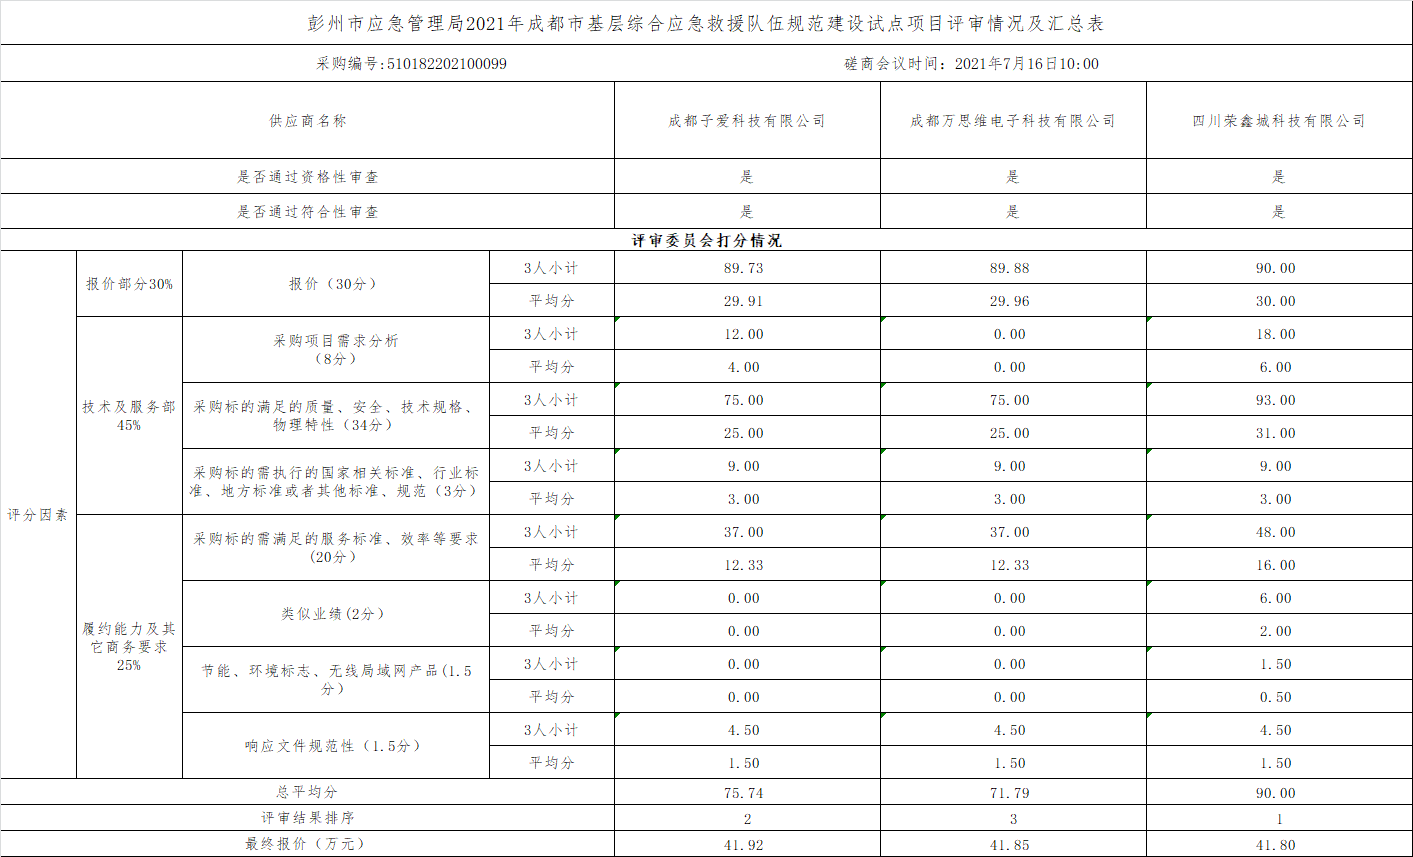 彭州市应急管理局2021年成都市基层综合应急救援队伍规范建设试点项目评审情况及汇总表
采购编号:510182202100099 磋商会议时间：2021年7月16日10:00
供应商名称 成都子爱科技有限公司 成都万思维电子科技有限公司 四川荣鑫城科技有限公司
是否通过资格性审查 是 是 是
是否通过符合性审查 是 是 是
评审委员会打分情况
评分因素
报价部分30% 报价（30分）
3人小计 89.73 89.88 90.00
平均分 29.91 29.96 30.00
技术及服务部
45%
采购项目需求分析
（8分）
3人小计 12.00 0.00 18.00
平均分 4.00 0.00 6.00
采购标的满足的质量、安全、技术规格、
物理特性（34分）
3人小计 75.00 75.00 93.00
平均分 25.00 25.00 31.00
采购标的需执行的国家相关标准、行业标
准、地方标准或者其他标准、规范（3分）
3人小计 9.00 9.00 9.00
平均分 3.00 3.00 3.00
履约能力及其
它商务要求
25%
采购标的需满足的服务标准、效率等要求
(20分）
3人小计 37.00 37.00 48.00
平均分 12.33 12.33 16.00
类似业绩(2分）
3人小计 0.00 0.00 6.00
平均分 0.00 0.00 2.00
节能、环境标志、无线局域网产品(1.5
分）
3人小计 0.00 0.00 1.50
平均分 0.00 0.00 0.50
响应文件规范性（1.5分）
3人小计 4.50 4.50 4.50
平均分 1.50 1.50 1.50
总平均分 75.74 71.79 90.00
评审结果排序 2 3 1
最终报价（万元） 41.92 41.85 41.80